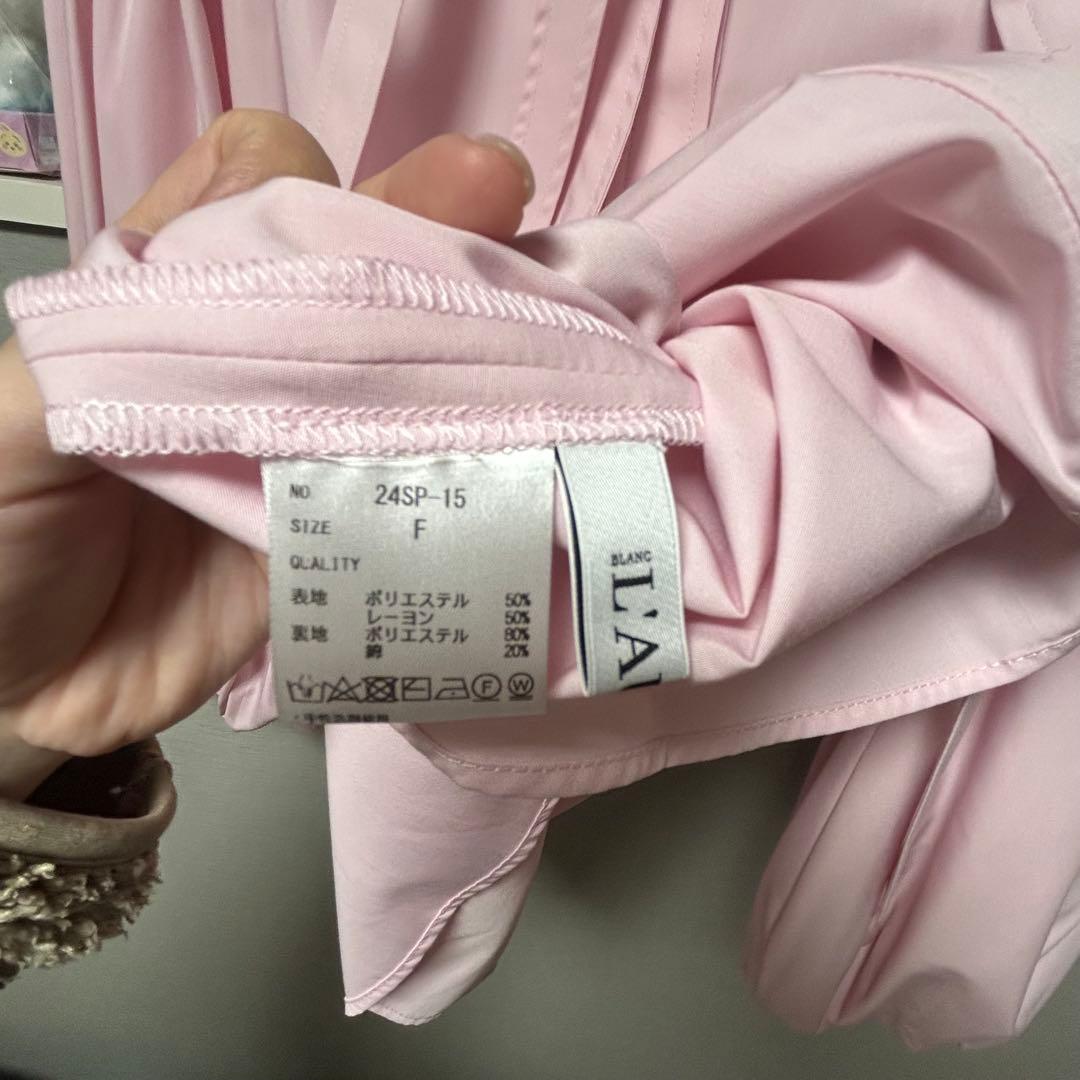 NO 24SP-15
SIZE F
QUALITY
表地 ポリエステル 50%
レーヨン 50%
裏地 ポリエステル 80%
綿 20%
F W
BLANC
L'A